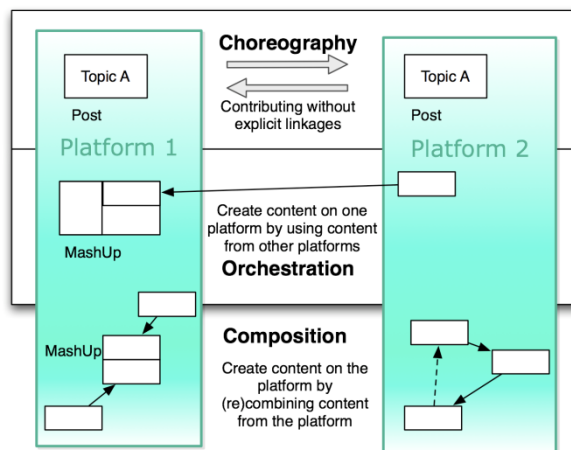 Choreography
Topic A
Topic A
Contributing without
explicit linkages
Post
Post
Platform 1
Platform 2
Create content on one
platform by using content
from other platforms
MashUp
Orchestration
Composition
MashUp
Create content on the
platform by
(re)combining content
from the platform